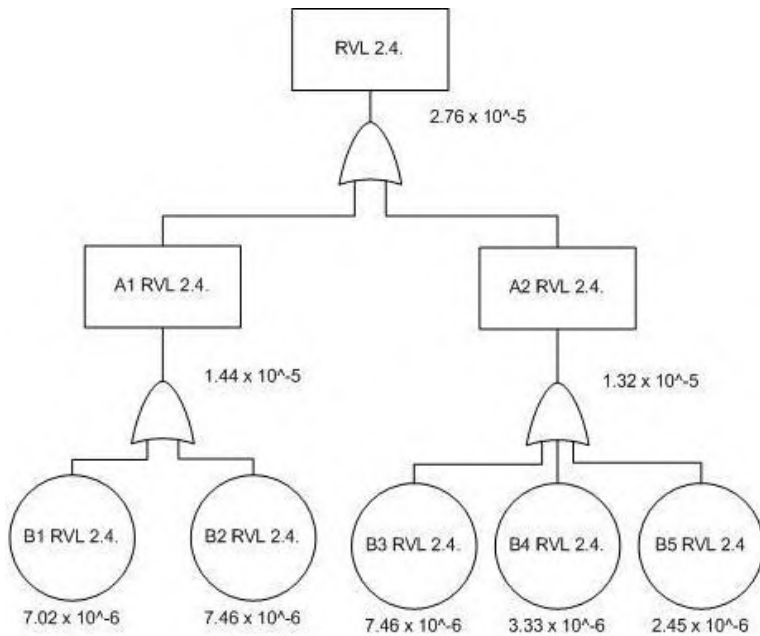 RVL 2.4.
2.76 x 10^-5
A1 RVL 2.4.
A2 RVL 2.4.
1.44 x 10^-5
1.32 x 10^-5
B1 RVL 2.4.
B2 RVL 2.4.
B3 RVL 2.4.
B4 RVL 2.4.
B5 RVL 2.4
7.02 x 10^-6
7.46 x 10^-6
7.46 x 10^-6
3.33 x 10^-6
2.45 x 10^-6